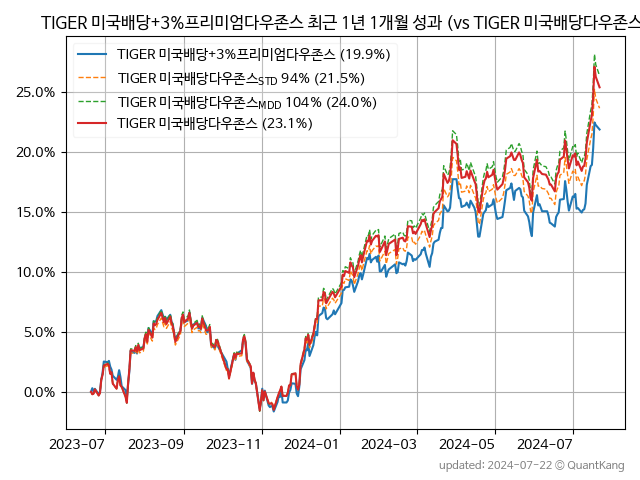 TIGER 미국배당+3%프리미엄다우존스 최근 1년 1개월 성과 (vs TIGER 미국배당다우존스
TIGER 미국배당+3%프리미엄다우존스 (19.9%)
TIGER 미국배당다우존스STD 94% (21.5%)
TIGER 미국배당다우존스MDD 104% (24.0%)
TIGER 미국배당다우존스 (23.1%)
25.0%
20.0%
15.0%
10.0%
5.0%
0.0%
2023-07 2023-09 2023-11 2024-01 2024-03 2024-05 2024-07
updated: 2024-07-22 © QuantKang